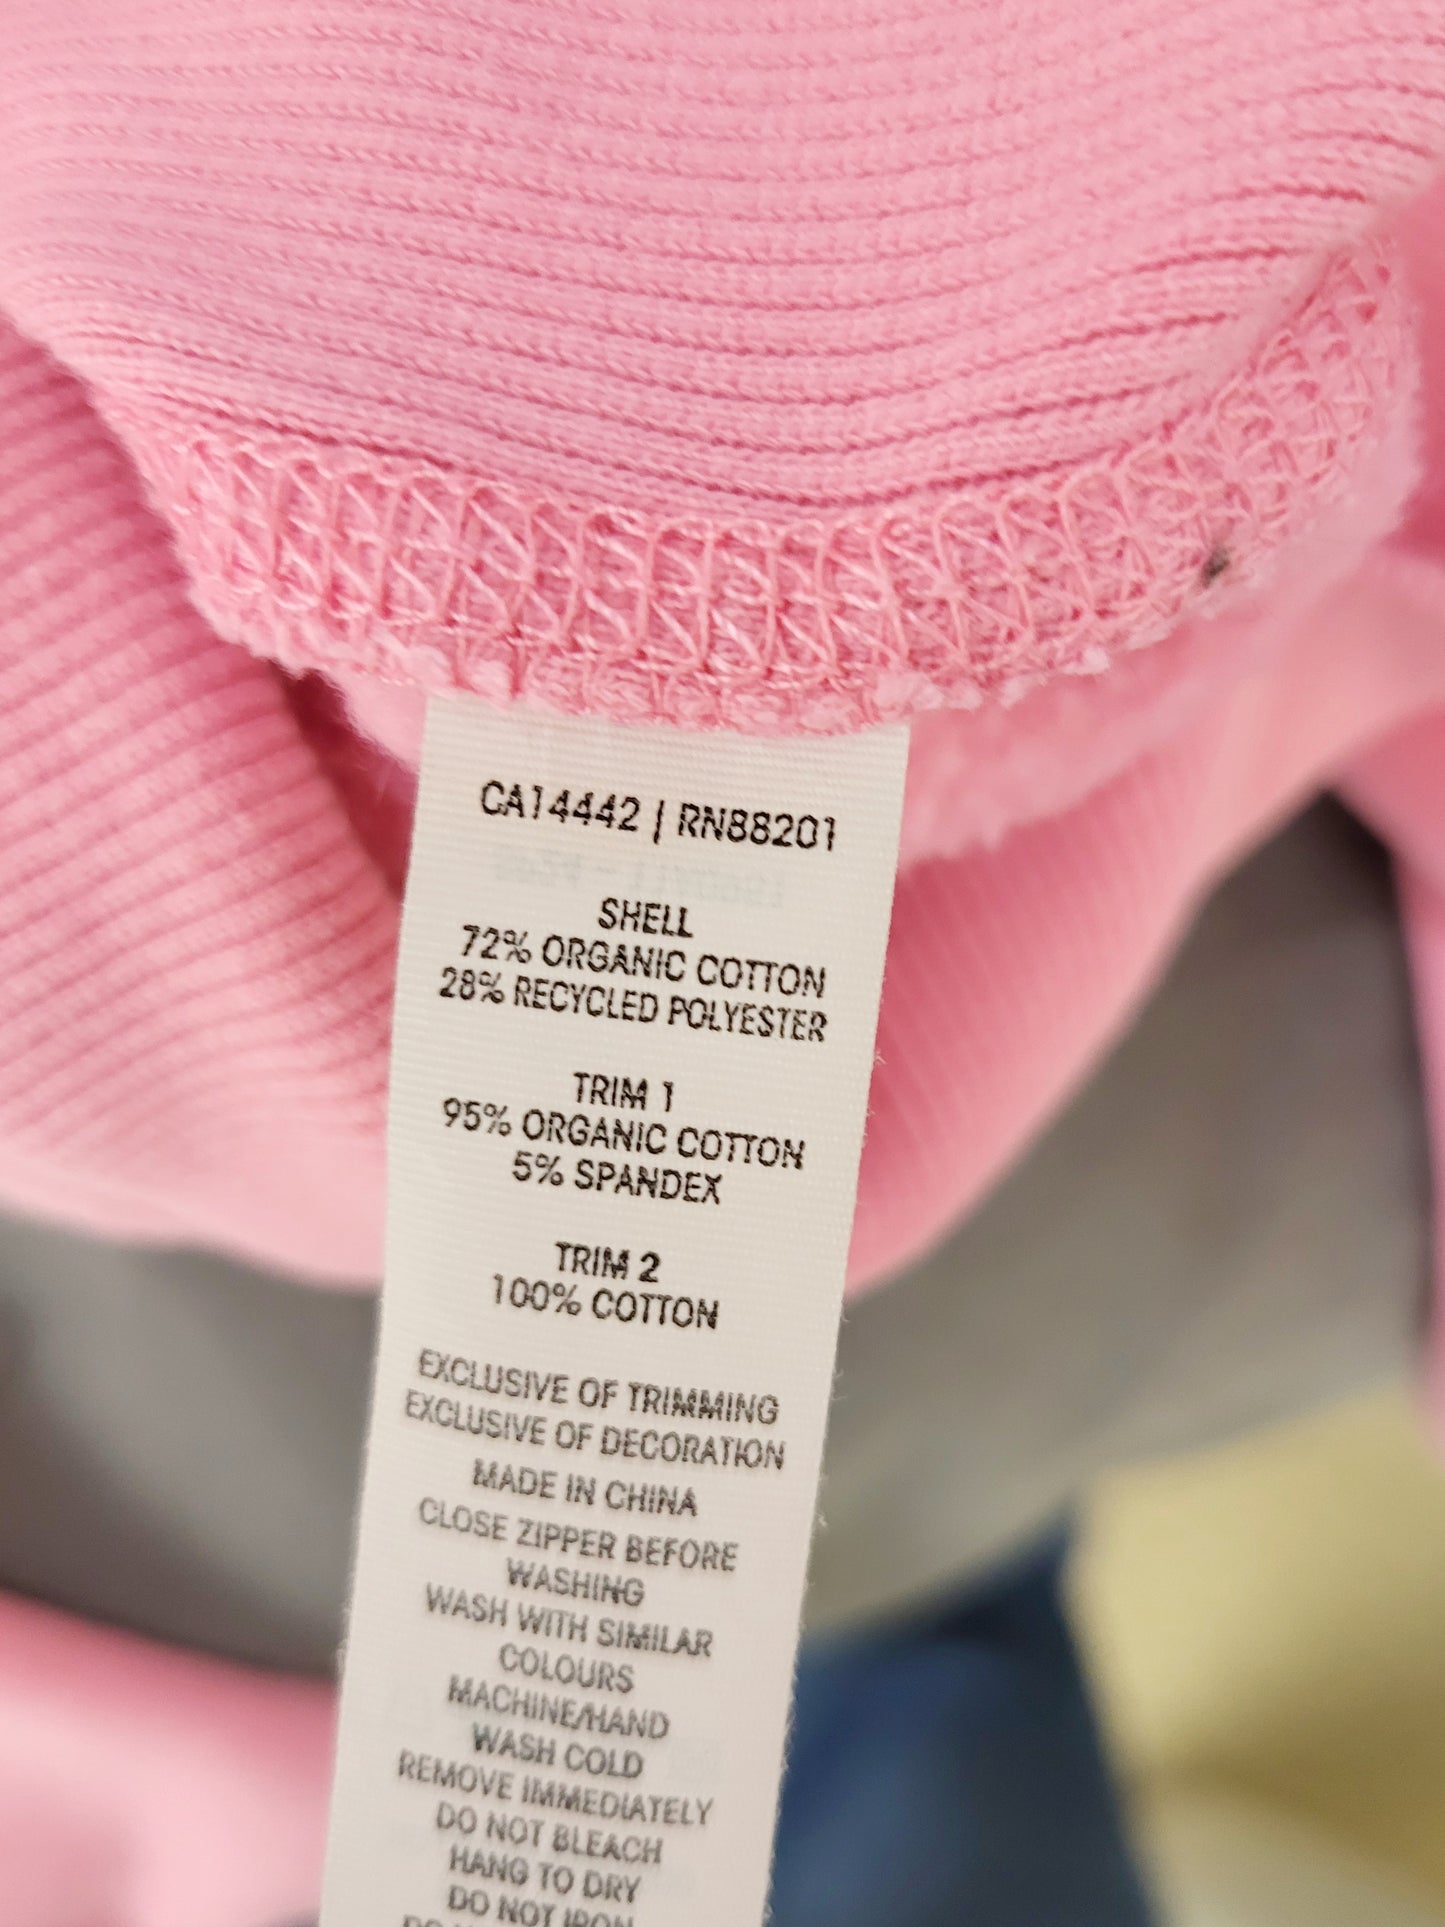 CA14442 | RN88201
SHELL
72% ORGANIC COTTON
28% RECYCLED POLYESTER
TRIM 1
95% ORGANIC COTTON
5% SPANDEX
TRIM 2
100% COTTON
EXCLUSIVE OF TRIMMING
EXCLUSIVE OF DECORATION
MADE IN CHINA
CLOSE ZIPPER BEFORE
WASHING
WASH WITH SIMILAR
COLOURS
MACHINE/HAND
WASH COLD
REMOVE IMMEDIATELY
DO NOT BLEACH
HANG TO DRY
DO NOT IRON